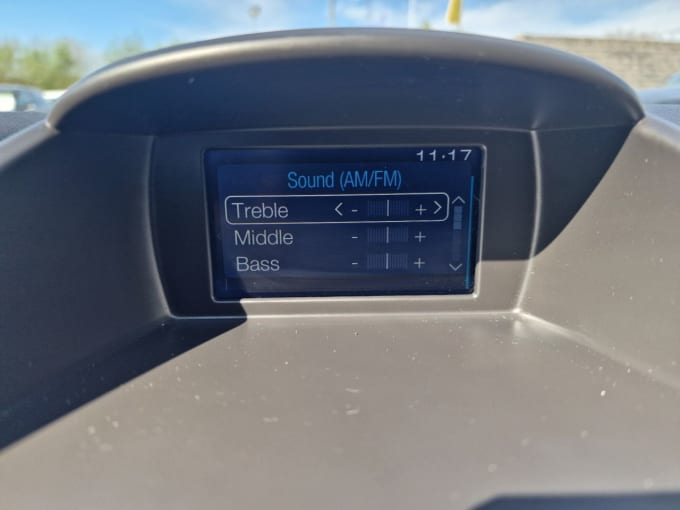 11:17
Sound (AM/FM)
Treble < - + >
Middle - +
Bass - +